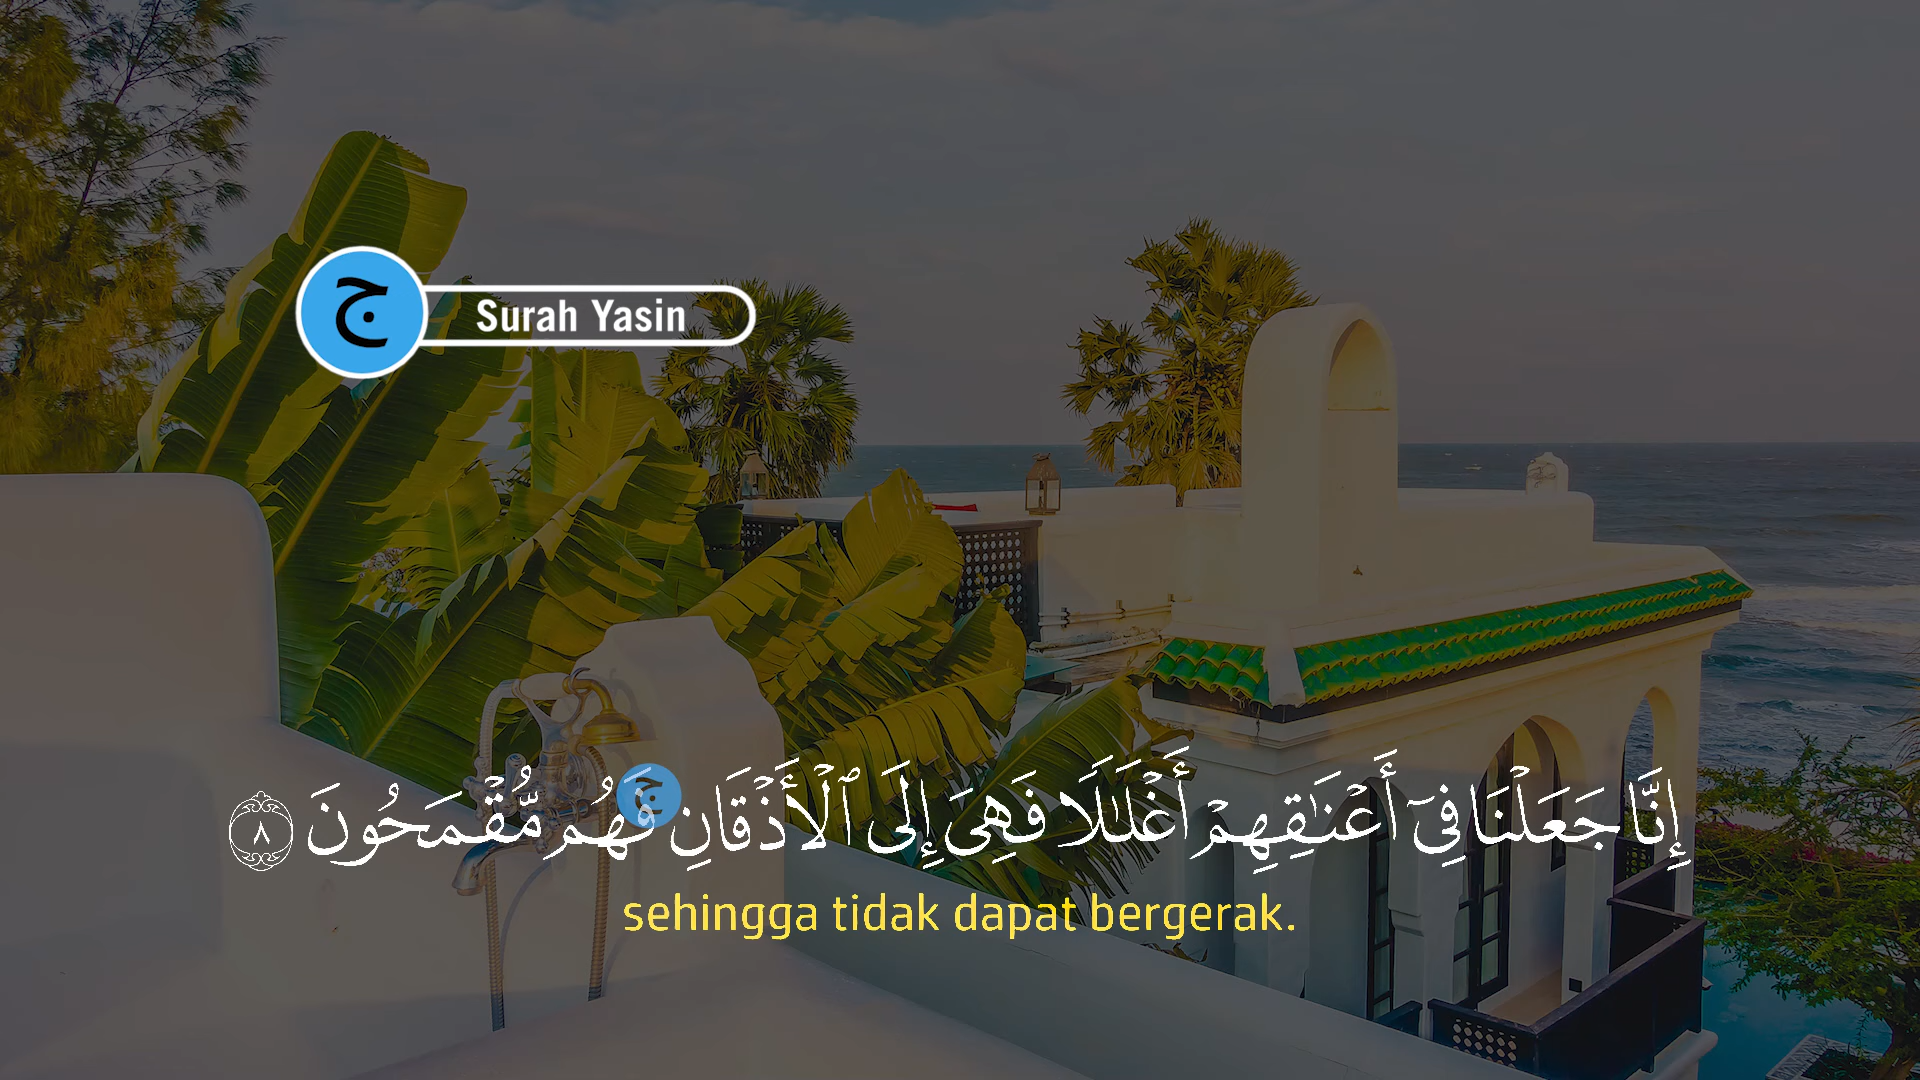 ج
Surah Yasin
إِنَّا جَعَلْنَا فِىٓ أَعْنَـٰقِهِمْ أَغْلَـٰلًا فَهِىَ إِلَى ٱلْأَذْقَانِ فَهُم مُّقْمَحُونَ ٨
ج
sehingga tidak dapat bergerak.